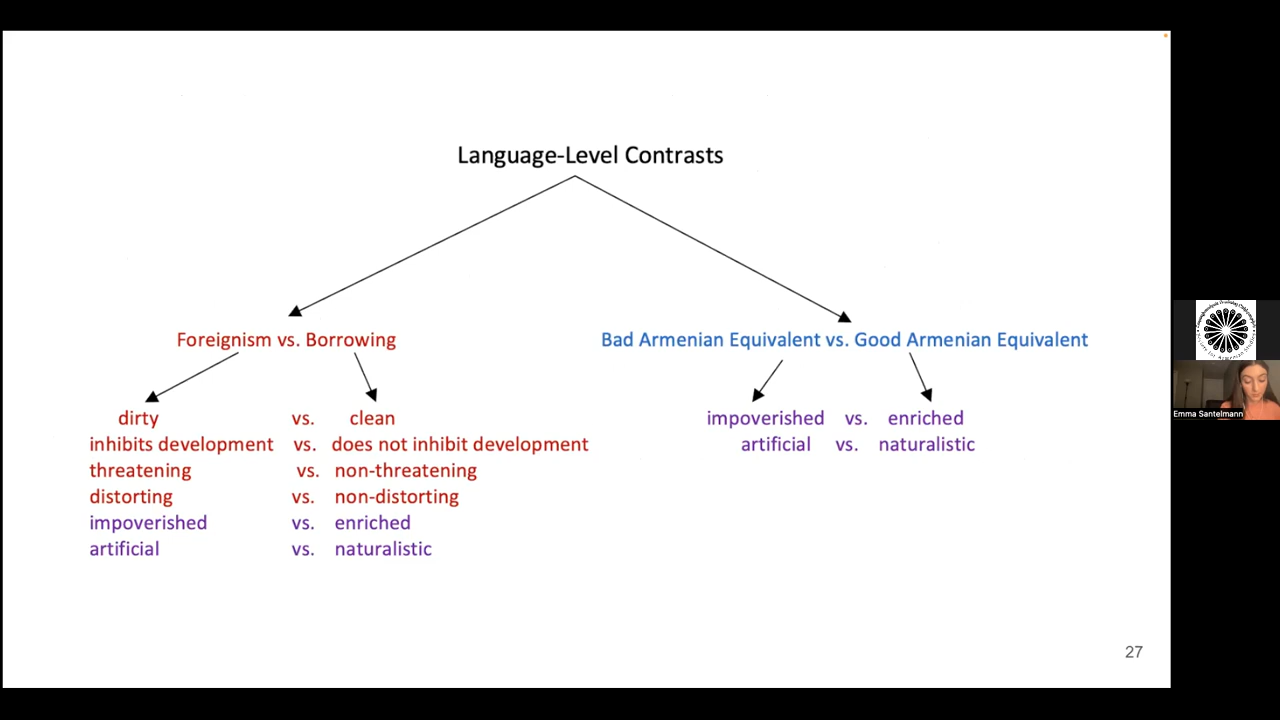 Language-Level Contrasts
Foreignism vs. Borrowing
Bad Armenian Equivalent vs. Good Armenian Equivalent
dirty vs. clean
inhibits development vs. does not inhibit development
threatening vs. non-threatening
distorting vs. non-distorting
impoverished vs. enriched
artificial vs. naturalistic
impoverished vs. enriched
artificial vs. naturalistic
27
Emma Santelmann